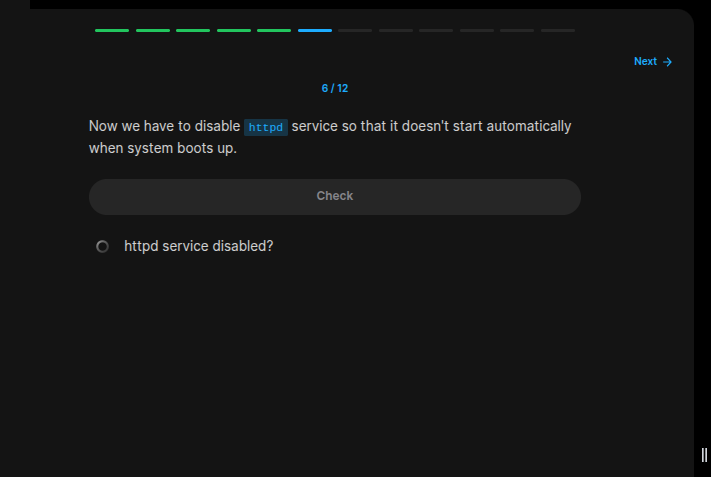 Next →
6 / 12
Now we have to disable httpd service so that it doesn't start automatically
when system boots up.
Check
httpd service disabled?